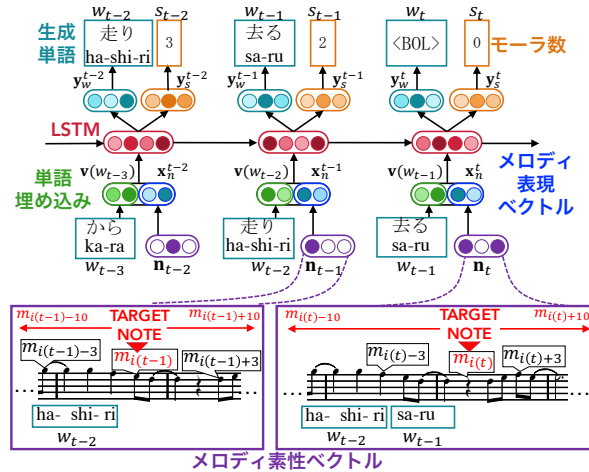 w_{t−2} s_{t−2} w_{t−1} s_{t−1} w_t s_t
生成単語 走り ha-shi-ri 3 去る sa-ru 2 <BOL> 0 モーラ数
y_w^{t−2} y_s^{t−2} y_w^{t−1} y_s^{t−1} y_w^t y_s^t
LSTM
v(w_{t−3}) x_n^{t−2} v(w_{t−2}) x_n^{t−1} v(w_{t−1}) x_n^t
単語埋め込み メロディ表現ベクトル
から ka-ra 走り ha-shi-ri 去る sa-ru
w_{t−3} n_{t−2} w_{t−2} n_{t−1} w_{t−1} n_t
m_{i(t−1)−10} TARGET NOTE m_{i(t−1)+10}
m_{i(t−1)−3} m_{i(t−1)} m_{i(t−1)+3}
ha- shi- ri
w_{t−2}
m_{i(t)−10} TARGET NOTE m_{i(t)+10}
m_{i(t)−3} m_{i(t)} m_{i(t)+3}
ha- shi- ri sa-ru
w_{t−2} w_{t−1}
メロディ素性ベクトル